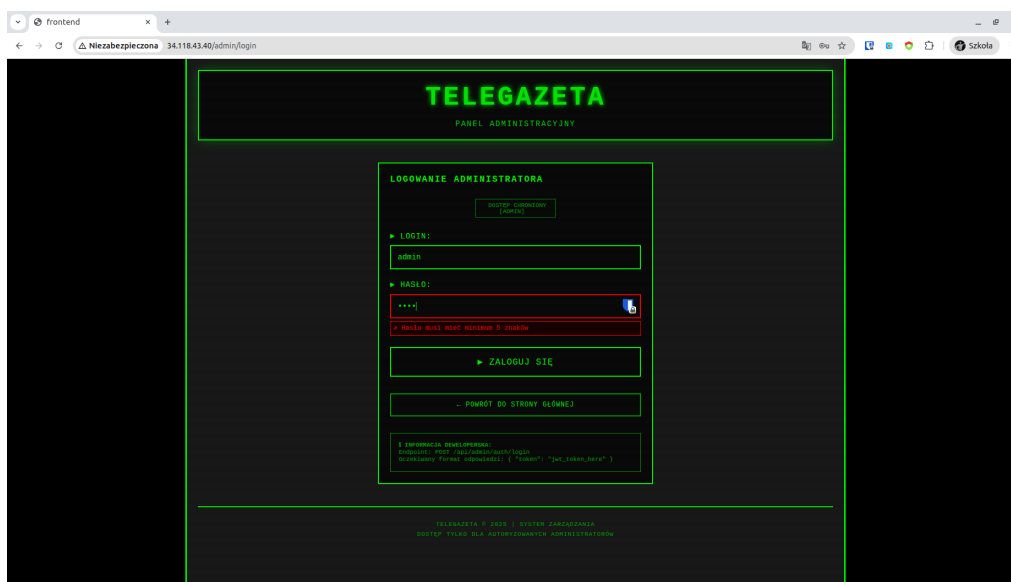 frontend
Niezabezpieczona 34.118.43.40/admin/login
Szkoła
TELEGAZETA
PANEL ADMINISTRACYJNY
LOGOWANIE ADMINISTRATORA
DOSTĘP CHRONIONY
[ADMIN]
► LOGIN:
admin
► HASŁO:
••••
✗ Hasło musi mieć minimum 5 znaków
► ZALOGUJ SIĘ
← POWRÓT DO STRONY GŁÓWNEJ
ℹ INFORMACJA DEWELOPERSKA:
Endpoint: POST /api/admin/auth/login
Oczekiwany format odpowiedzi: { "token": "jwt_token_here" }
TELEGAZETA © 2025 | SYSTEM ZARZĄDZANIA
DOSTĘP TYLKO DLA AUTORYZOWANYCH ADMINISTRATORÓW